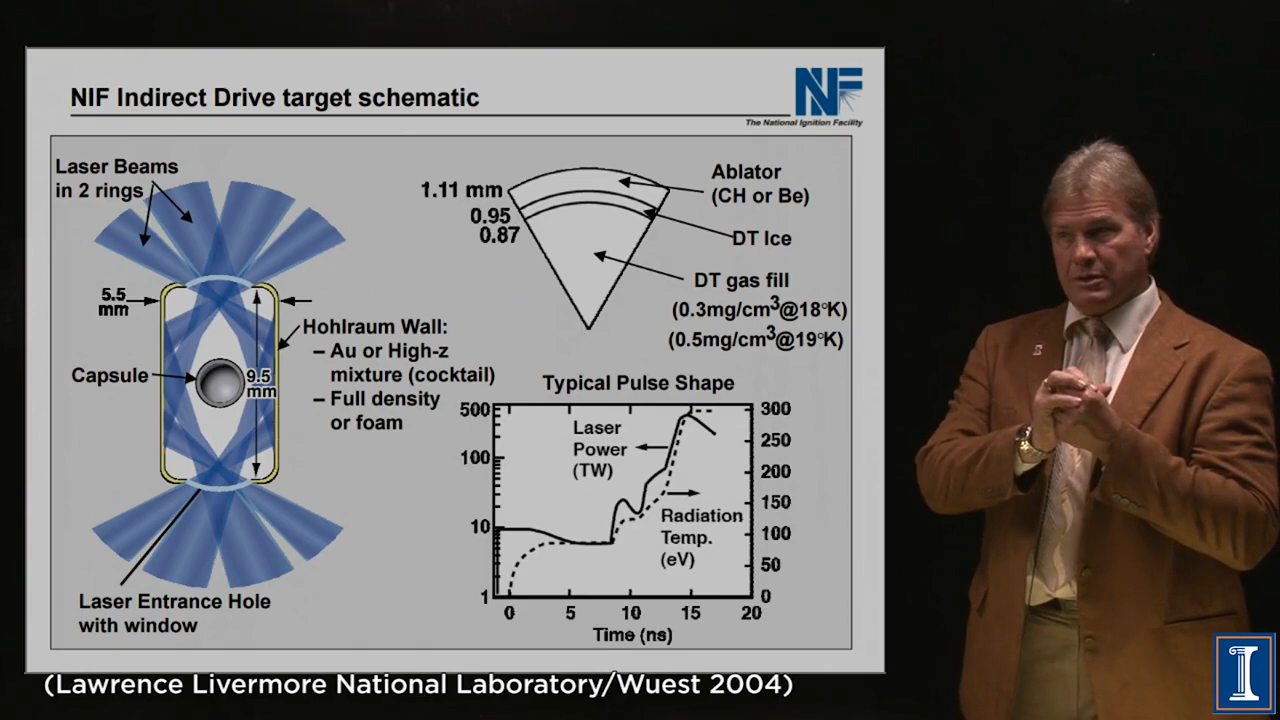 NIF Indirect Drive target schematic
NIF
The National Ignition Facility
Laser Beams
in 2 rings
5.5
mm
Capsule
9.5
mm
Hohlraum Wall:
– Au or High-z
mixture (cocktail)
– Full density
or foam
Laser Entrance Hole
with window
1.11 mm
0.95
0.87
Ablator
(CH or Be)
DT Ice
DT gas fill
(0.3mg/cm3@18°K)
(0.5mg/cm3@19°K)
Typical Pulse Shape
500
100
10
1
Laser
Power
(TW)
Radiation
Temp.
(eV)
300
250
200
150
100
50
0
0 5 10 15 20
Time (ns)
(Lawrence Livermore National Laboratory/Wuest 2004)
I